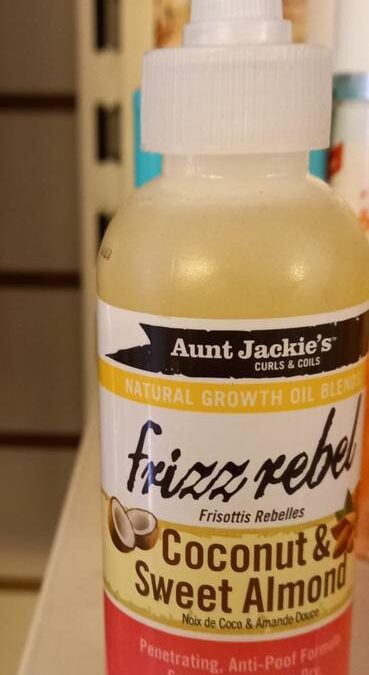 Aunt Jackie's™
CURLS & COILS
NATURAL GROWTH OIL BLENDS
frizz rebel
Frisottis Rebelles
Coconut &
Sweet Almond
Noix de Coco & Amande Douce
Penetrating, Anti-Poof Formula